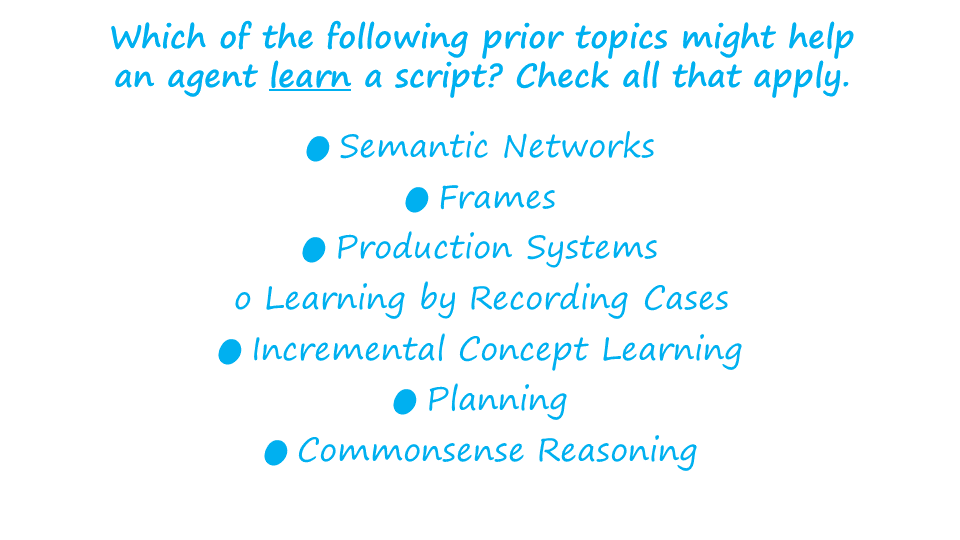 Which of the following prior topics might help
an agent learn a script? Check all that apply.
● Semantic Networks
● Frames
● Production Systems
o Learning by Recording Cases
● Incremental Concept Learning
● Planning
● Commonsense Reasoning